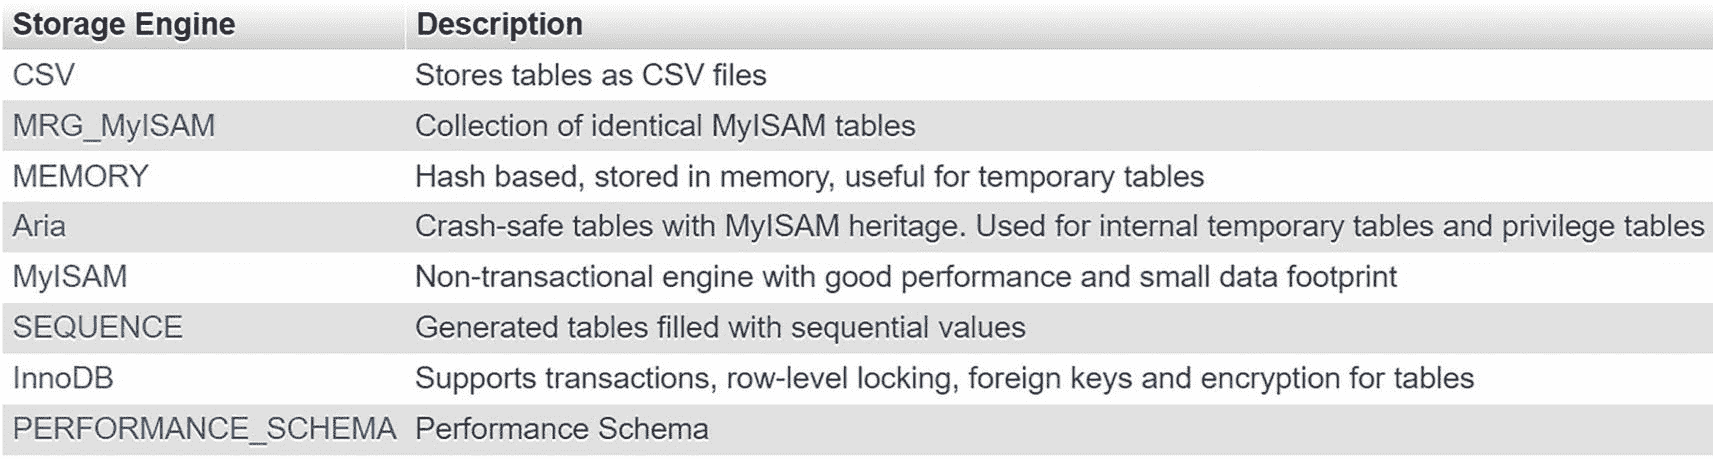 Storage Engine Description
CSV Stores tables as CSV files
MRG_MyISAM Collection of identical MyISAM tables
MEMORY Hash based, stored in memory, useful for temporary tables
Aria Crash-safe tables with MyISAM heritage. Used for internal temporary tables and privilege tables
MyISAM Non-transactional engine with good performance and small data footprint
SEQUENCE Generated tables filled with sequential values
InnoDB Supports transactions, row-level locking, foreign keys and encryption for tables
PERFORMANCE_SCHEMA Performance Schema